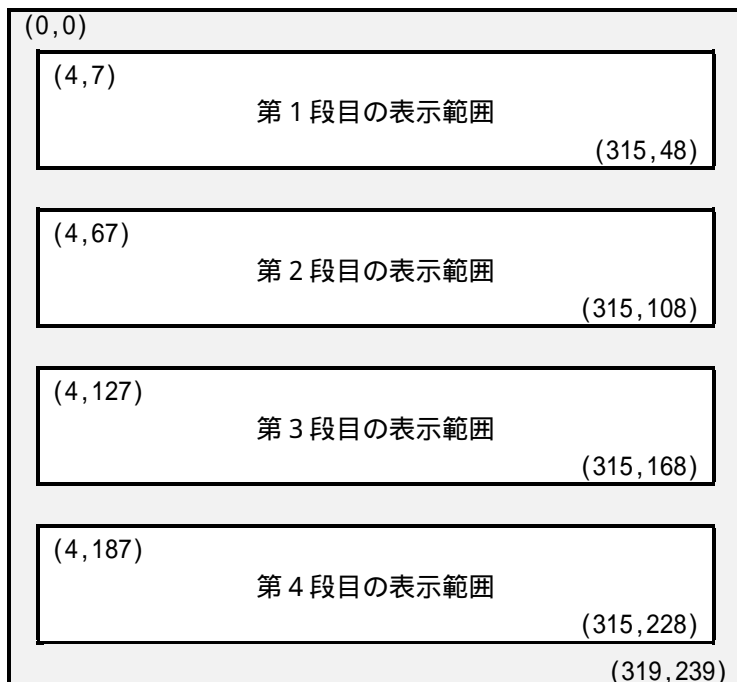 (0,0)
(4,7)
第1段目の表示範囲
(315,48)
(4,67)
第2段目の表示範囲
(315,108)
(4,127)
第3段目の表示範囲
(315,168)
(4,187)
第4段目の表示範囲
(315,228)
(319,239)